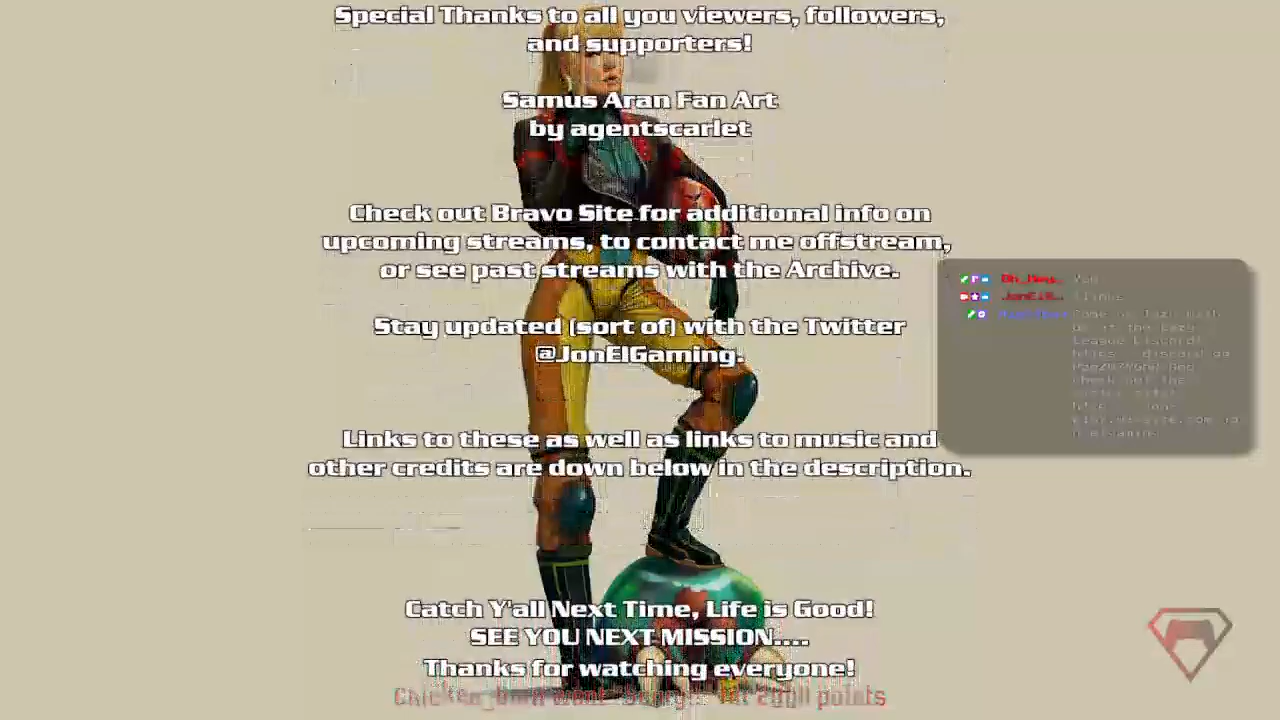 Special Thanks to all you viewers, followers,
and supporters!
Samus Aran Fan Art
by agentscarlet
Check out Bravo Site for additional info on
upcoming streams, to contact me offstream,
or see past streams with the Archive.
Stay updated (sort of) with the Twitter
@JonElGaming.
Links to these as well as links to music and
other credits are down below in the description.
Catch Y'all Next Time, Life is Good!
SEE YOU NEXT MISSION....
Thanks for watching everyone!
points
League Discord!